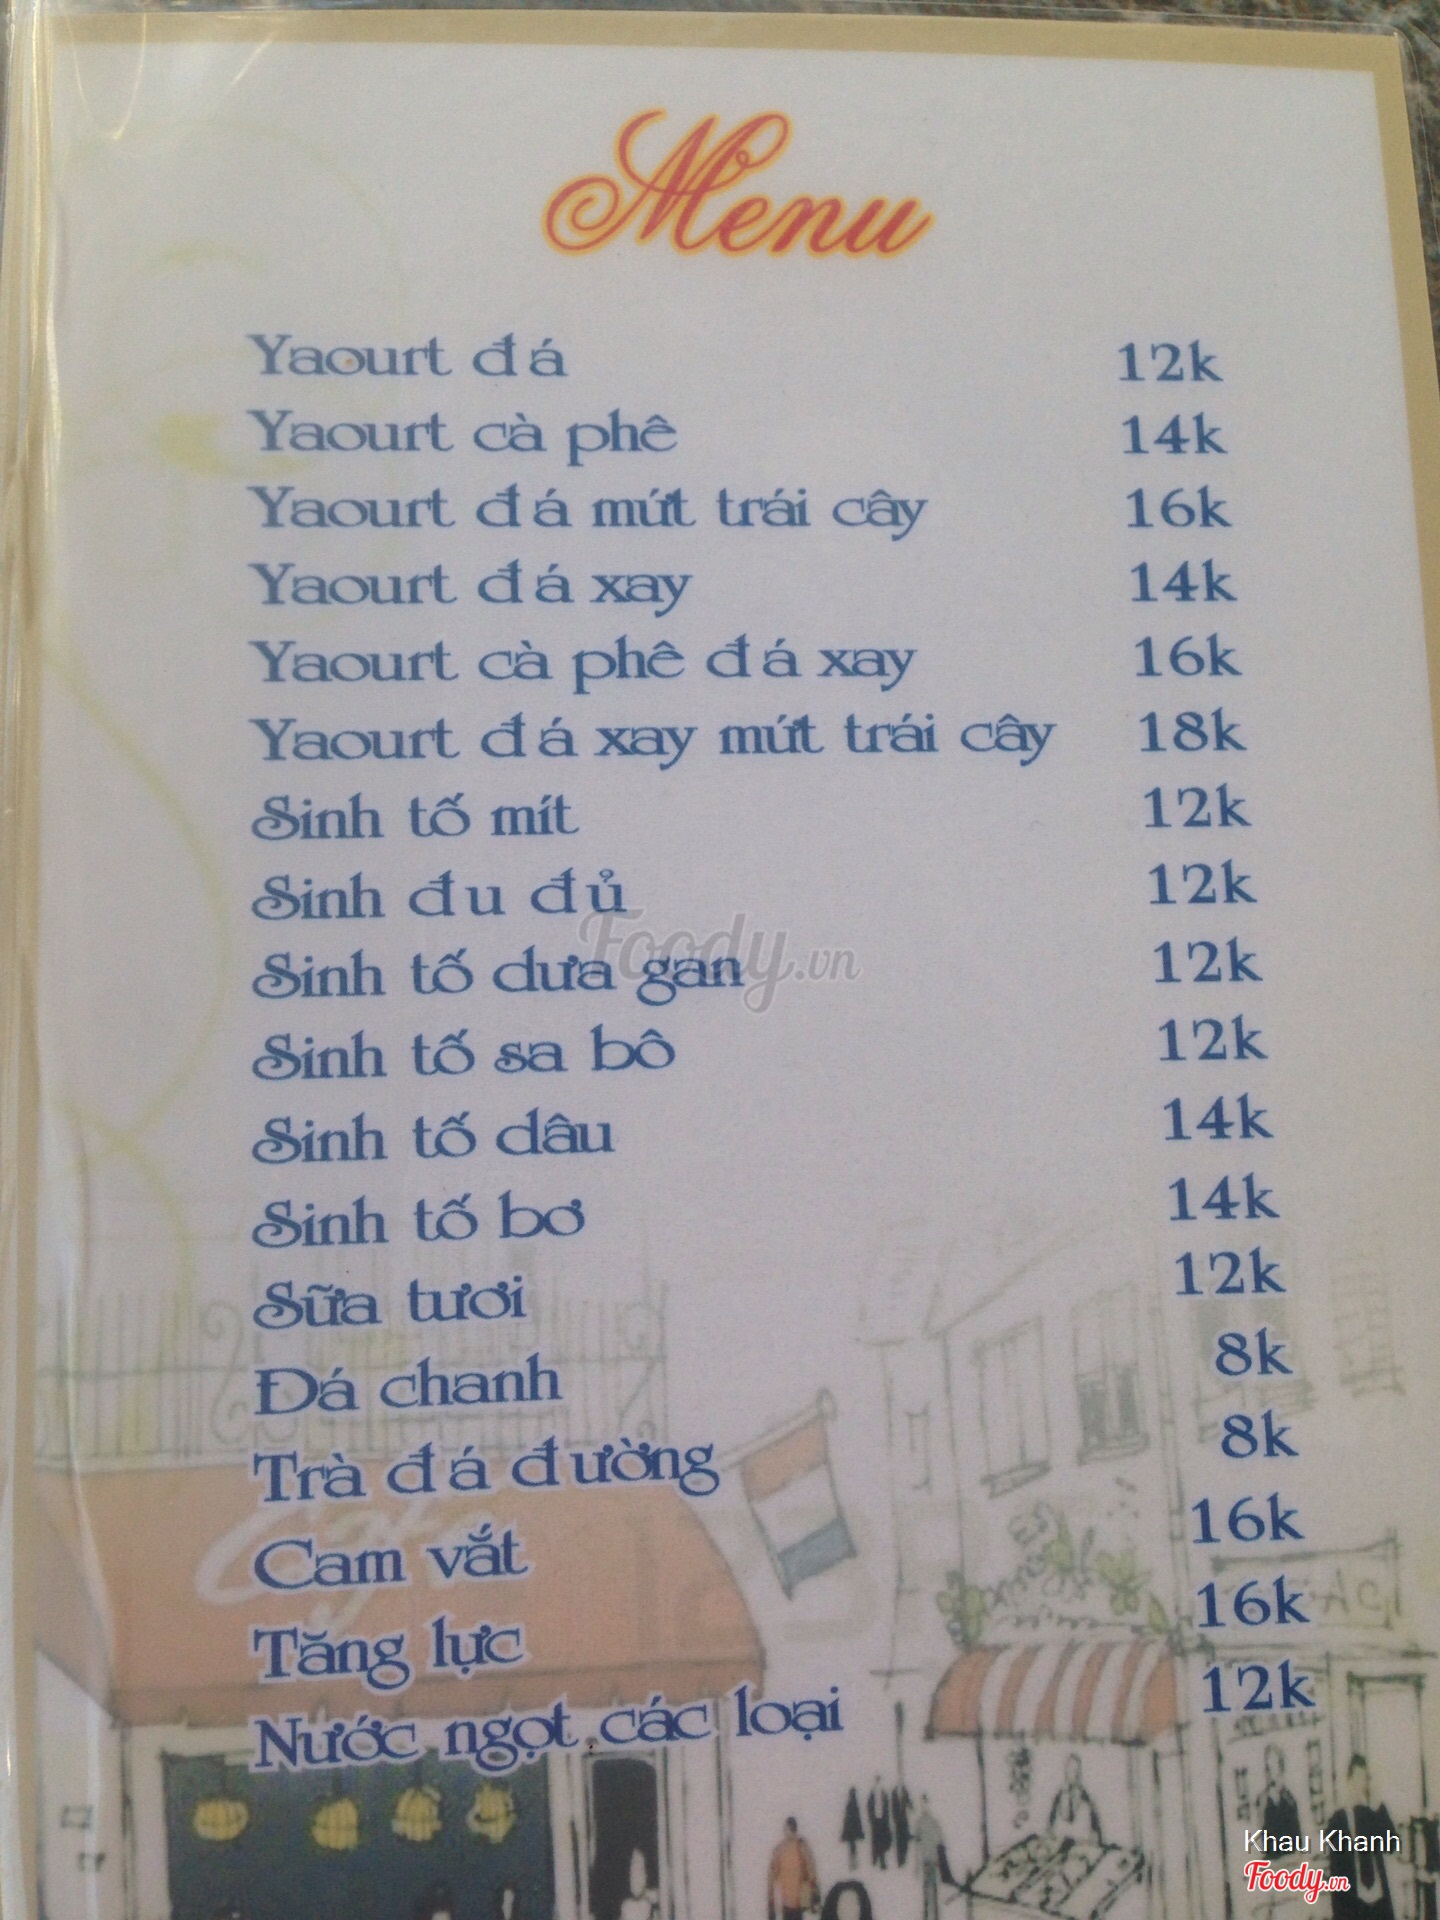 Menu
Yaourt đá 12k
Yaourt cà phê 14k
Yaourt đá mứt trái cây 16k
Yaourt đá xay 14k
Yaourt cà phê đá xay 16k
Yaourt đá xay mứt trái cây 18k
Sinh tố mít 12k
Sinh đu đủ 12k
Foody.vn
Sinh tố dưa gan 12k
Sinh tố sa bô 12k
Sinh tố dâu 14k
Sinh tố bơ 14k
Sữa tươi 12k
Đá chanh 8k
Trà đá đường 8k
Cam vắt 16k
Tăng lực 16k
Nước ngọt các loại 12k
Khau Khanh
Foody.vn